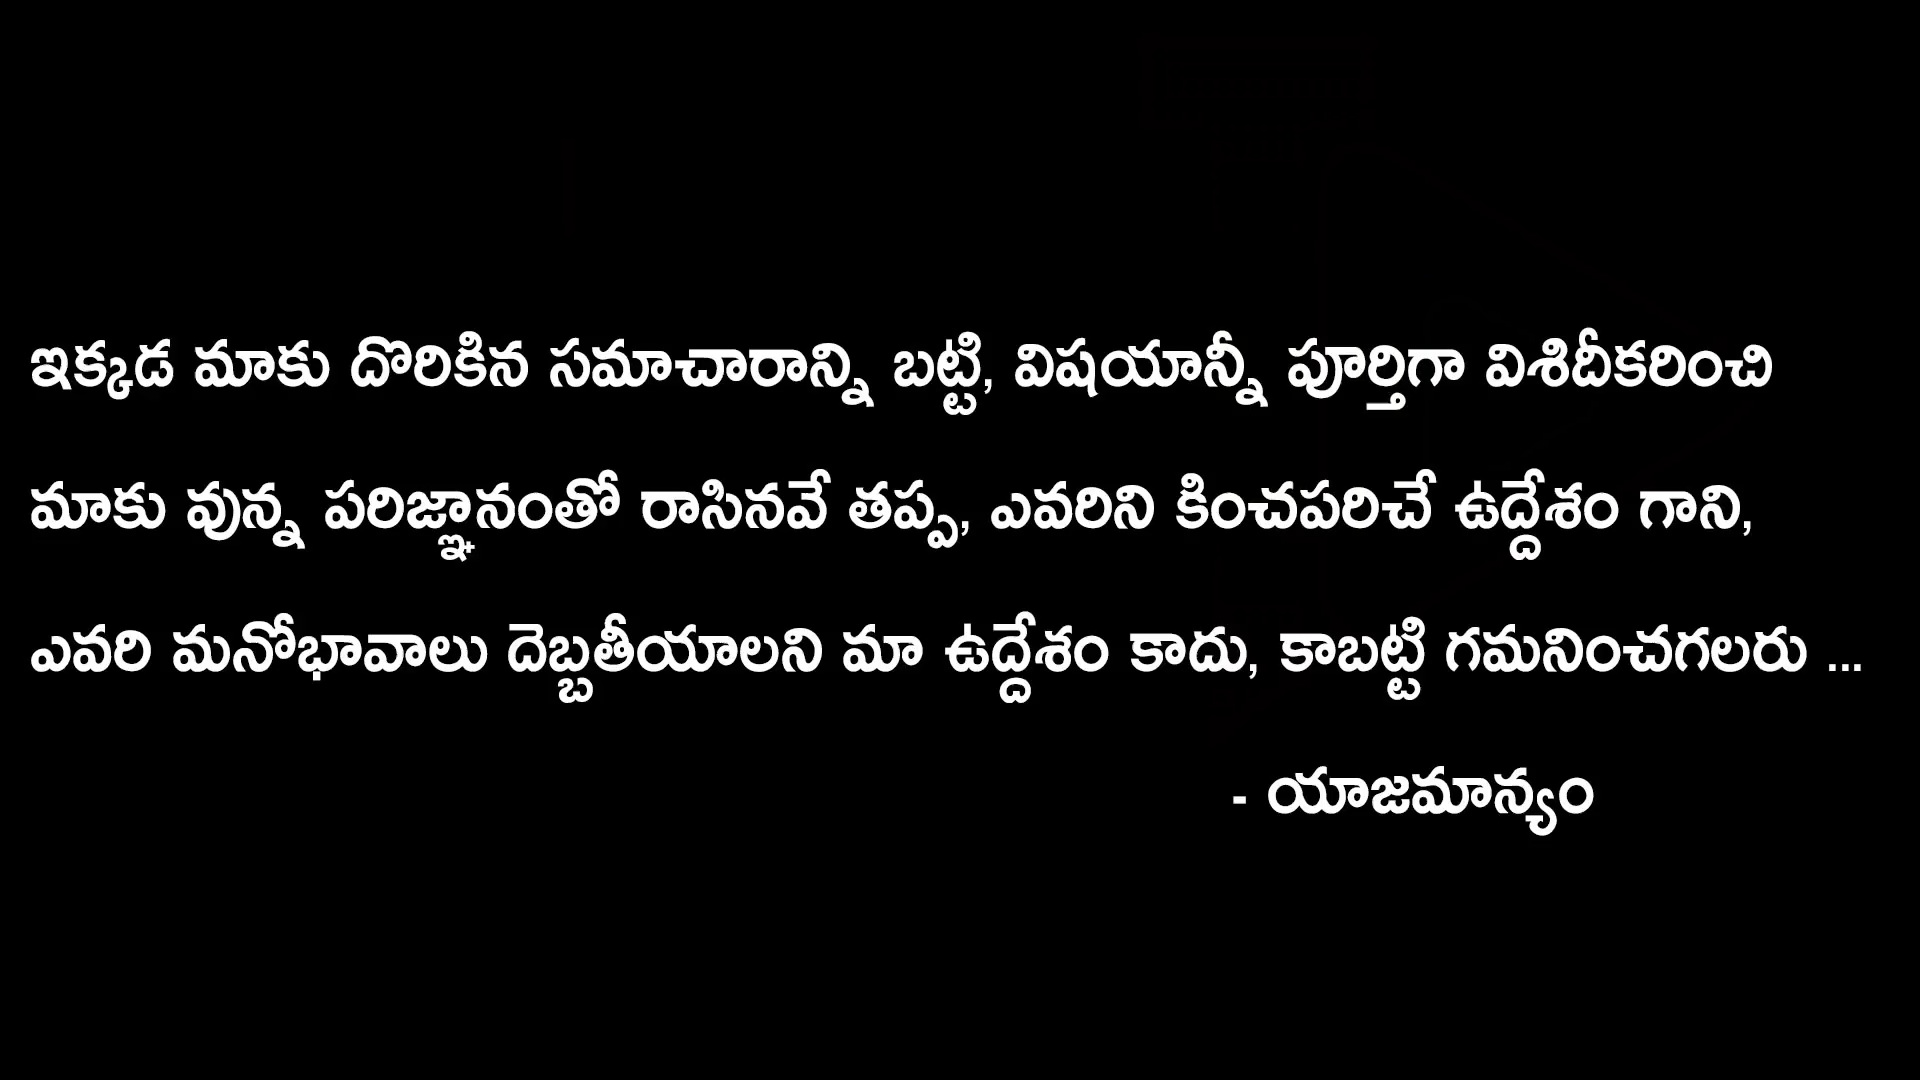 ఇక్కడ మాకు దొరికిన సమాచారాన్ని బట్టి, విషయాన్నీ పూర్తిగా విశిదీకరించి
మాకు వున్న పరిజ్ఞానంతో రాసినవే తప్ప, ఎవరిని కించపరిచే ఉద్దేశం గాని,
ఎవరి మనోభావాలు దెబ్బతీయాలని మా ఉద్దేశం కాదు, కాబట్టి గమనించగలరు ...
- యాజమాన్యం